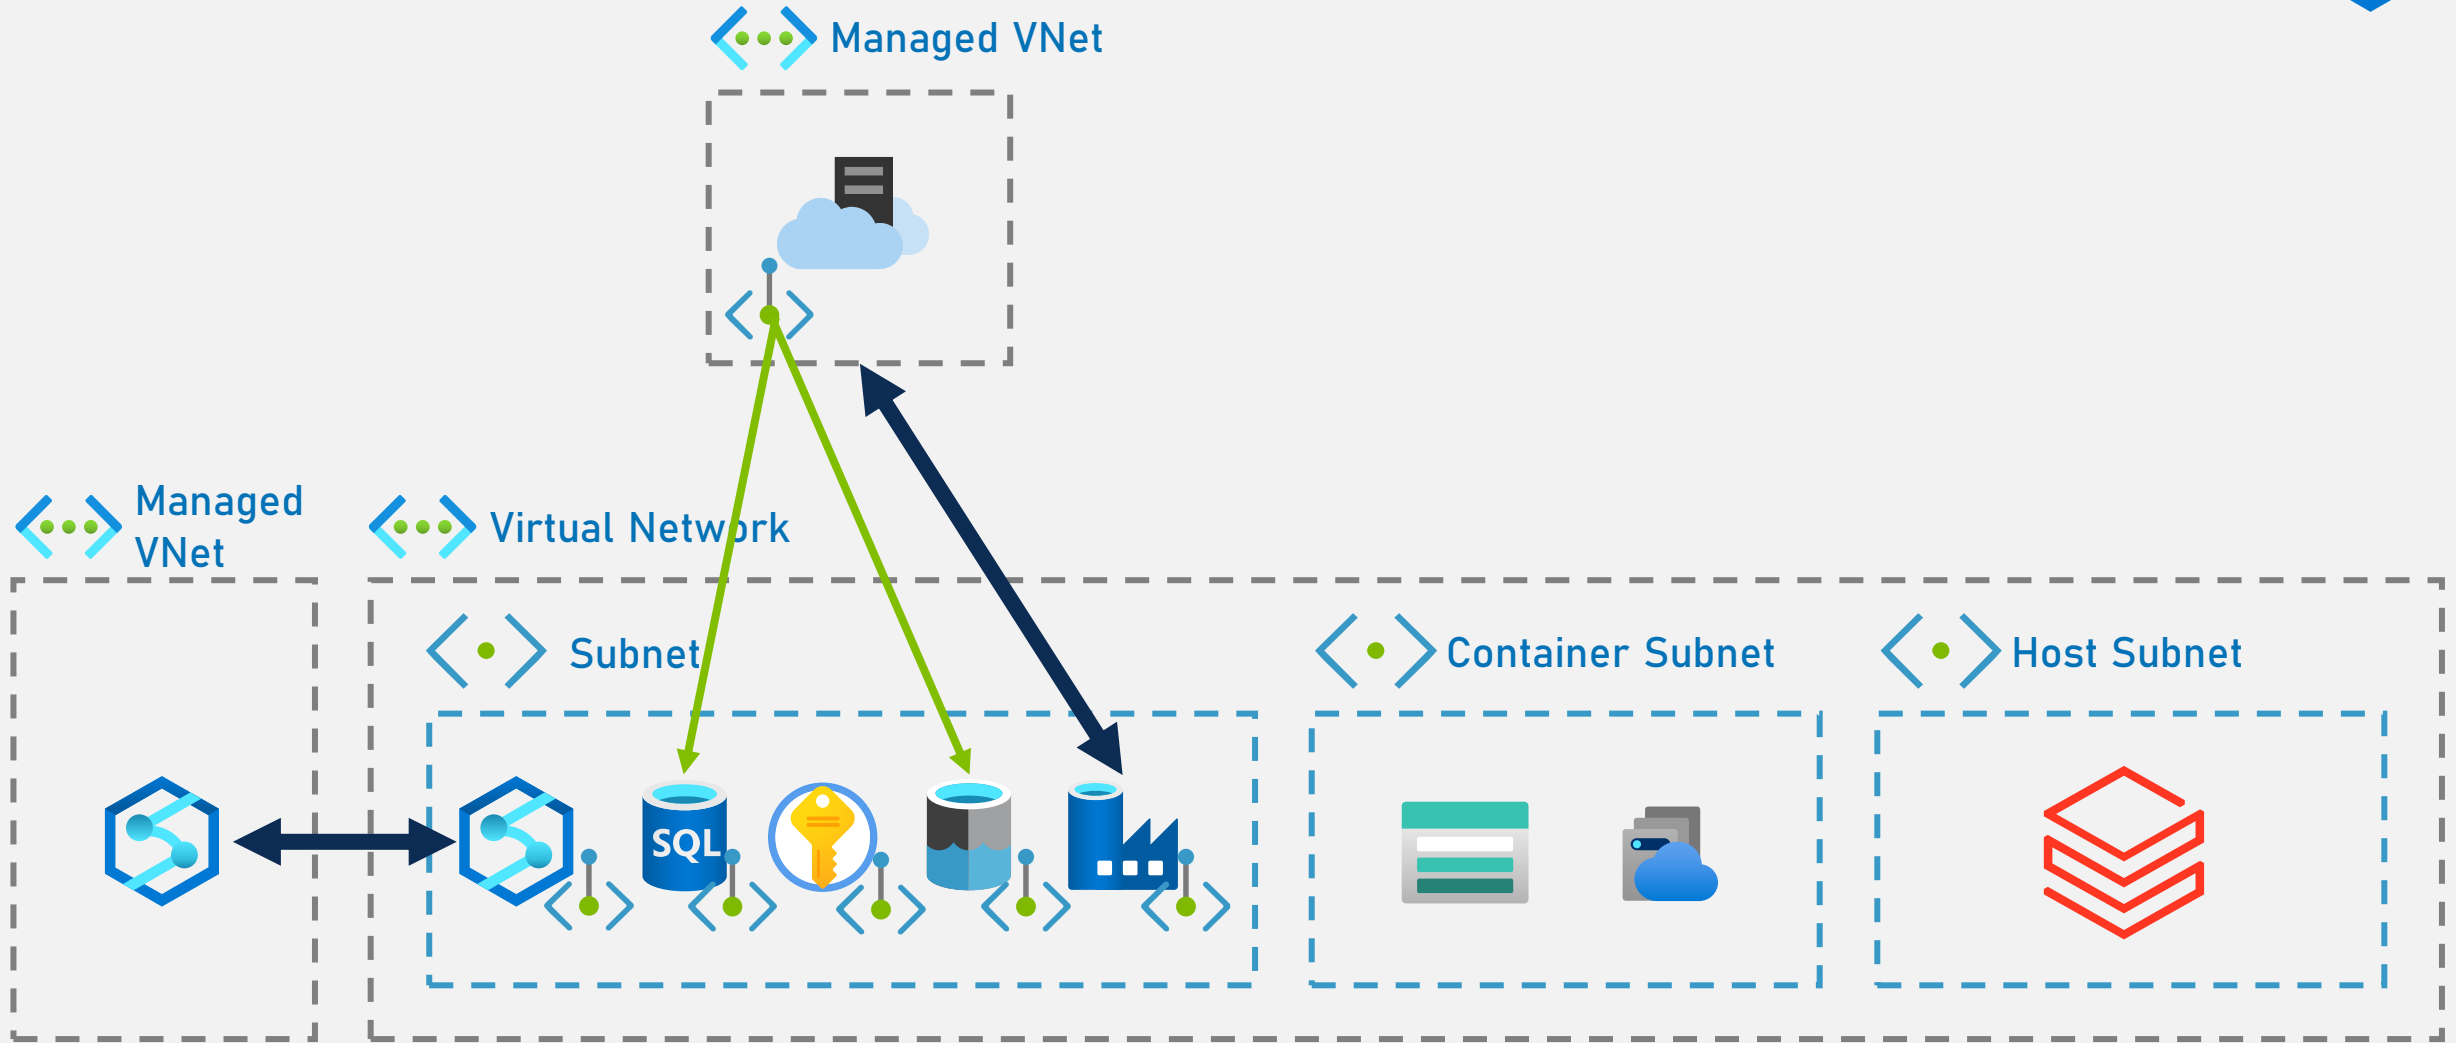 Managed VNet
Managed
VNet
Virtual Network
Subnet
Container Subnet
Host Subnet
SQL